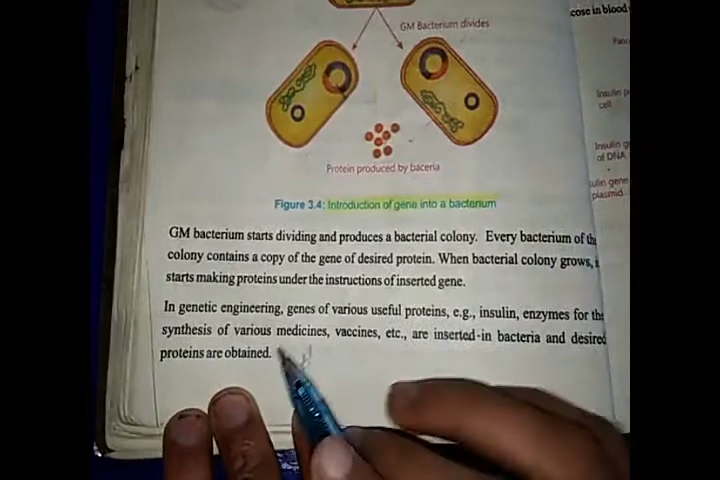 GM Bacterium divides
Protein produced by baceria
Figure 3.4: Introduction of gene into a bacterium
GM bacterium starts dividing and produces a bacterial colony. Every bacterium of the
colony contains a copy of the gene of desired protein. When bacterial colony grows,
starts making proteins under the instructions of inserted gene.
In genetic engineering, genes of various useful proteins, e.g., insulin, enzymes for the
synthesis of various medicines, vaccines, etc., are inserted-in bacteria and desired
proteins are obtained.
cose in blood
Insulin
cell
Insulin
of DNA
gene
plasmid